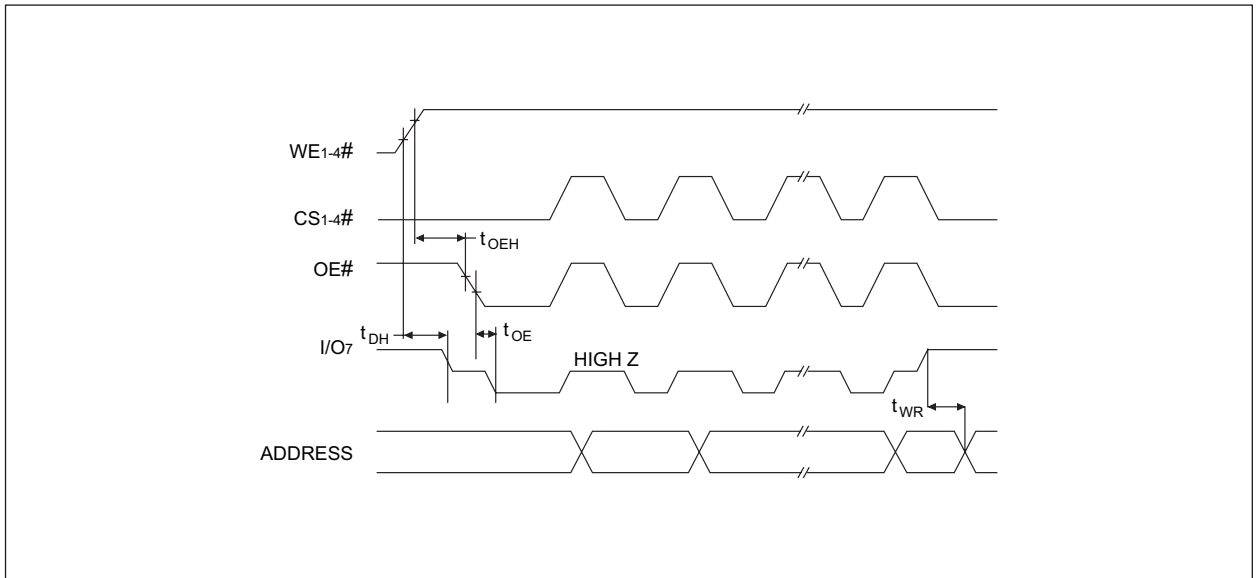 WE1-4#
CS1-4#
tOEH
OE#
tDH
tOE
I/O7
HIGH Z
tWR
ADDRESS